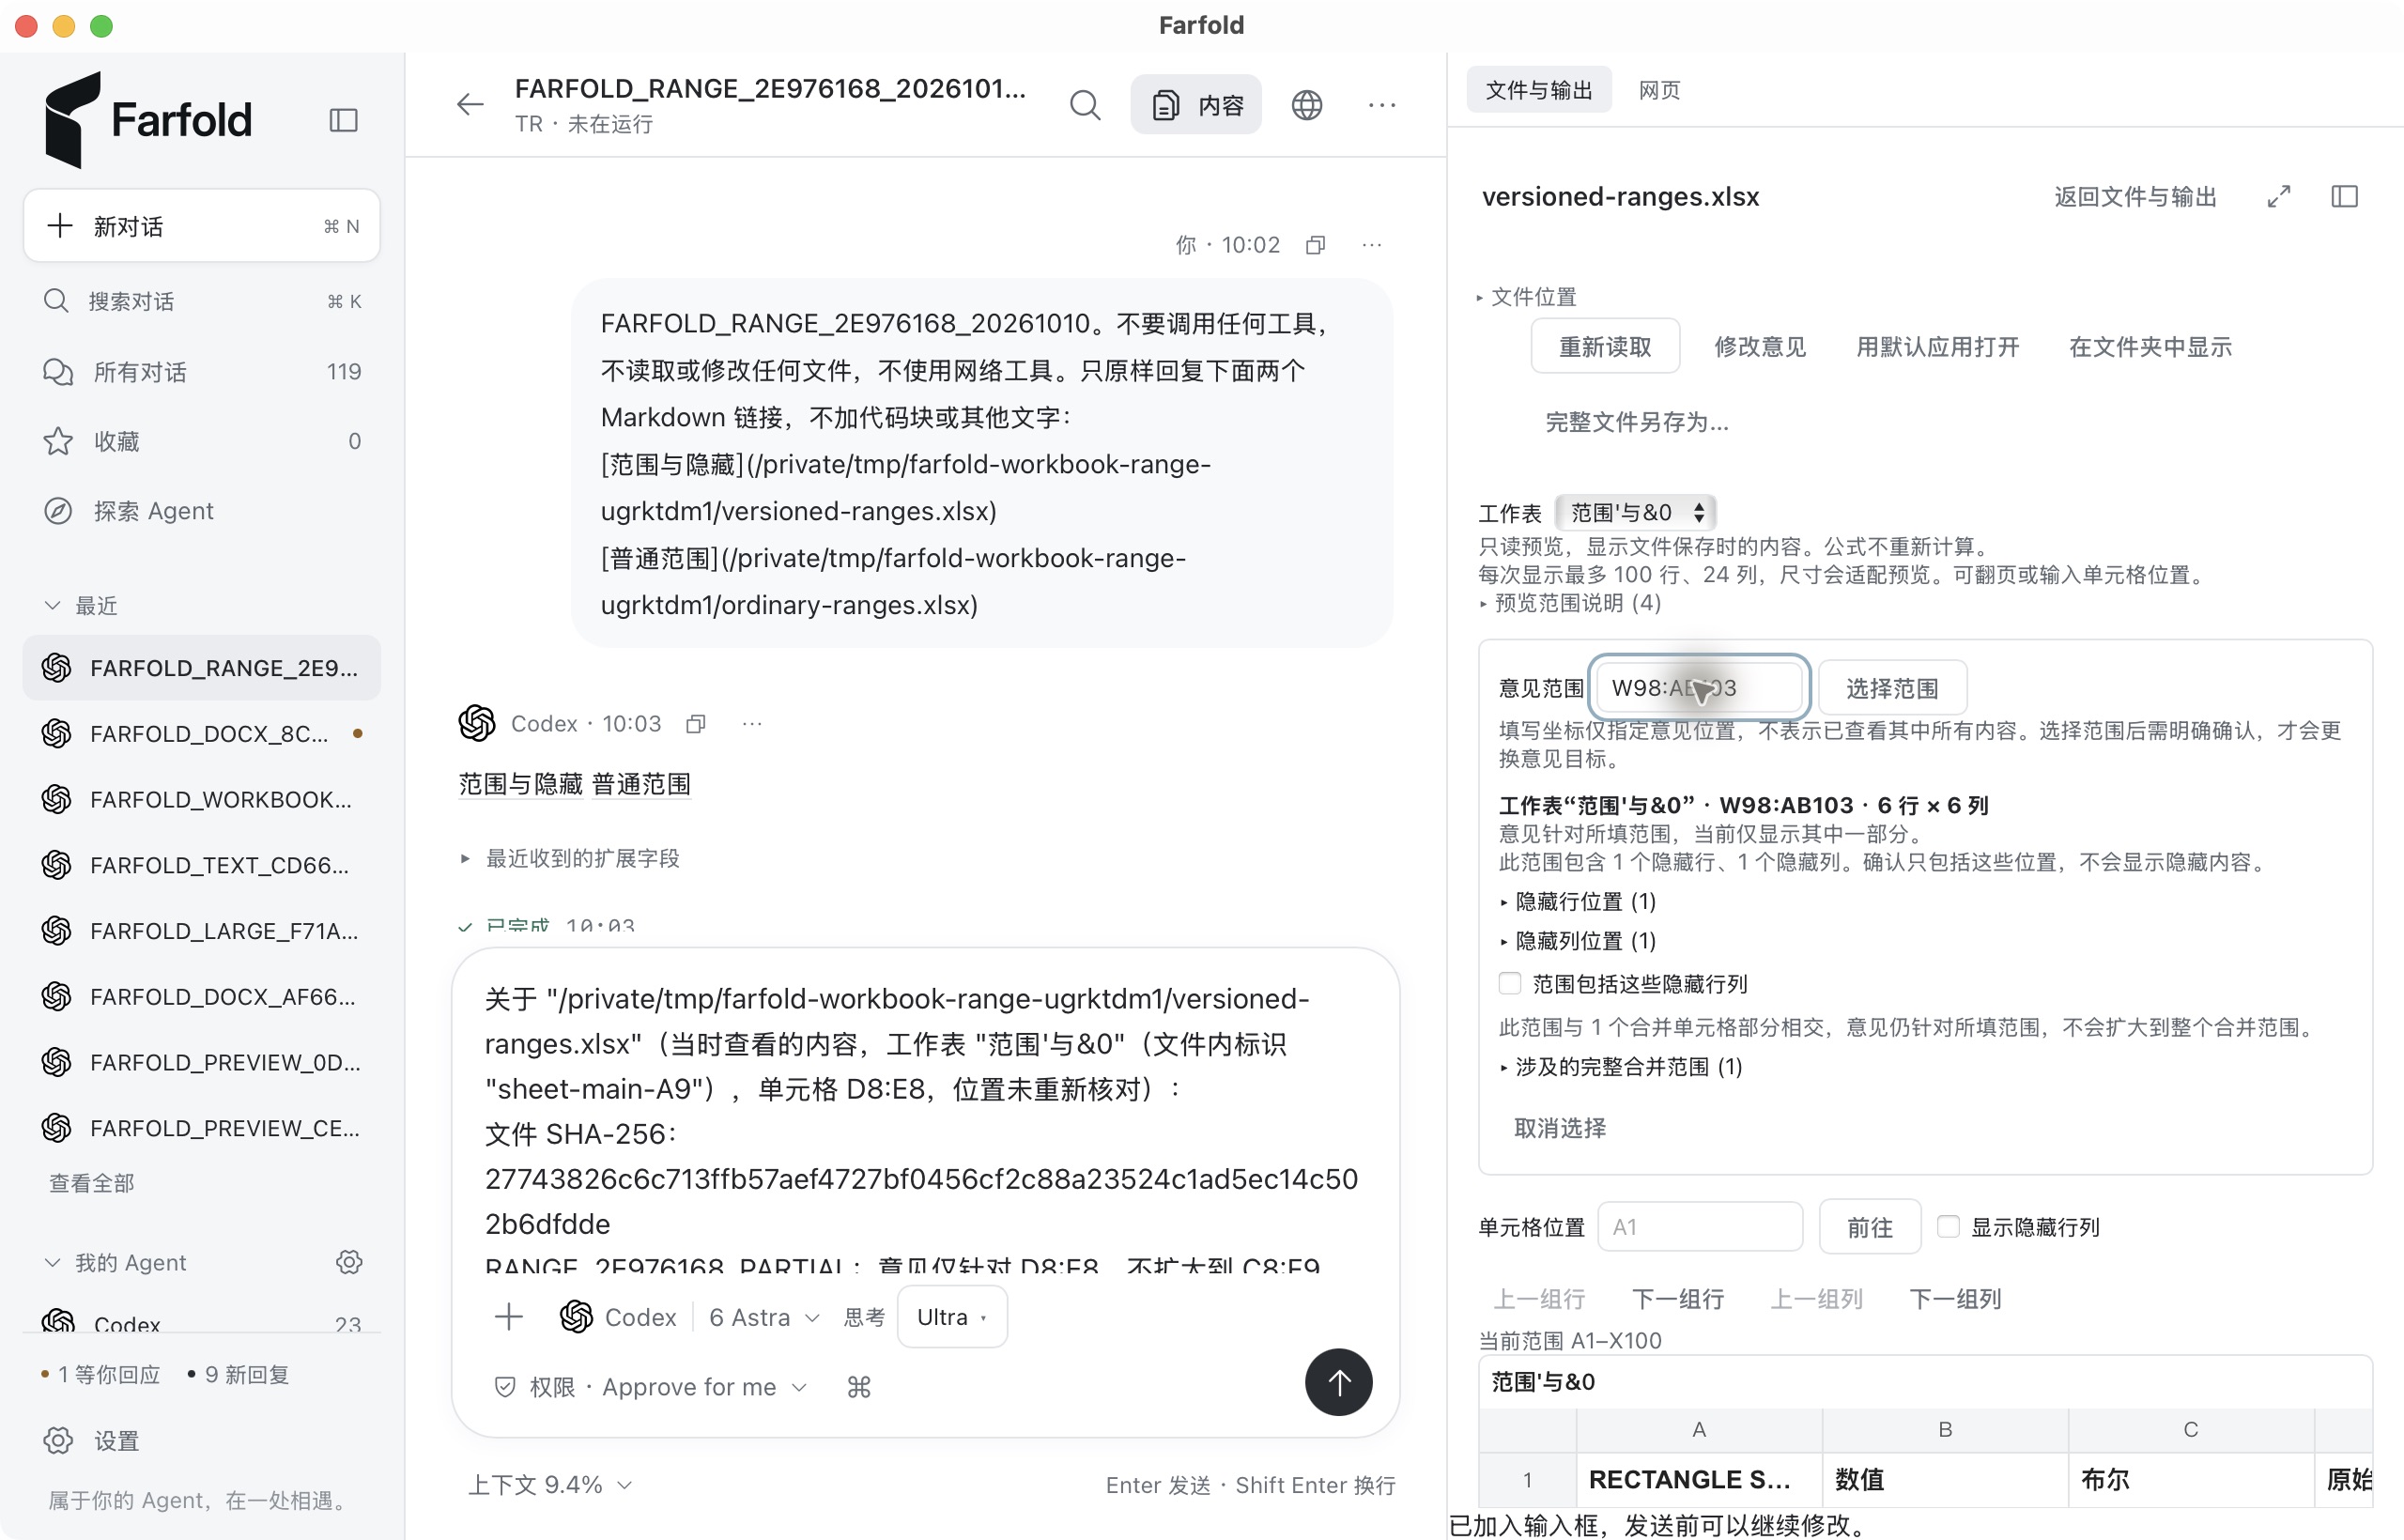 Farfold
Farfold
新对话
⌘ N
搜索对话
⌘ K
所有对话
119
收藏
0
探索 Agent
最近
FARFOLD_RANGE_2E9...
FARFOLD_DOCX_8C...
FARFOLD_WORKBOOK...
FARFOLD_TEXT_CD66...
FARFOLD_LARGE_F71A...
FARFOLD_DOCX_AF66...
FARFOLD_PREVIEW_0D...
FARFOLD_PREVIEW_CE...
查看全部
我的 Agent
Codex
23
1 等你回应
9 新回复
设置
属于你的 Agent，在一处相遇。
FARFOLD_RANGE_2E976168_2026101...
TR · 未在运行
内容
你 · 10:02
FARFOLD_RANGE_2E976168_20261010。不要调用任何工具，
不读取或修改任何文件，不使用网络工具。只原样回复下面两个
Markdown 链接，不加代码块或其他文字：
[范围与隐藏](/private/tmp/farfold-workbook-range-
ugrktdm1/versioned-ranges.xlsx)
[普通范围](/private/tmp/farfold-workbook-range-
ugrktdm1/ordinary-ranges.xlsx)
Codex · 10:03
范围与隐藏 普通范围
最近收到的扩展字段
已完成 10:03
关于 "/private/tmp/farfold-workbook-range-ugrktdm1/versioned-
ranges.xlsx"（当时查看的内容，工作表 "范围'与&0"（文件内标识
"sheet-main-A9"），单元格 D8:E8，位置未重新核对）：
文件 SHA-256：
27743826c6c713ffb57aef4727bf0456cf2c88a23524c1ad5ec14c50
2b6dfdde
RANGE_2E976168_PARTIAL：意见仅针对 D8:E8，不扩大到 C8:E9
Codex
6 Astra
思考
Ultra
权限 · Approve for me
⌘
上下文 9.4%
Enter 发送 · Shift Enter 换行
文件与输出
网页
versioned-ranges.xlsx
返回文件与输出
文件位置
重新读取
修改意见
用默认应用打开
在文件夹中显示
完整文件另存为...
工作表
范围'与&0
只读预览，显示文件保存时的内容。公式不重新计算。
每次显示最多 100 行、24 列，尺寸会适配预览。可翻页或输入单元格位置。
预览范围说明 (4)
意见范围
W98:AB103
选择范围
填写坐标仅指定意见位置，不表示已查看其中所有内容。选择范围后需明确确认，才会更
换意见目标。
工作表“范围'与&0” · W98:AB103 · 6 行 × 6 列
意见针对所填范围，当前仅显示其中一部分。
此范围包含 1 个隐藏行、1 个隐藏列。确认只包括这些位置，不会显示隐藏内容。
隐藏行位置 (1)
隐藏列位置 (1)
范围包括这些隐藏行列
此范围与 1 个合并单元格部分相交，意见仍针对所填范围，不会扩大到整个合并范围。
涉及的完整合并范围 (1)
取消选择
单元格位置
A1
前往
显示隐藏行列
上一组行
下一组行
上一组列
下一组列
当前范围 A1–X100
范围'与&0
A
B
C
1
RECTANGLE S...
数值
布尔
原始
已加入输入框，发送前可以继续修改。